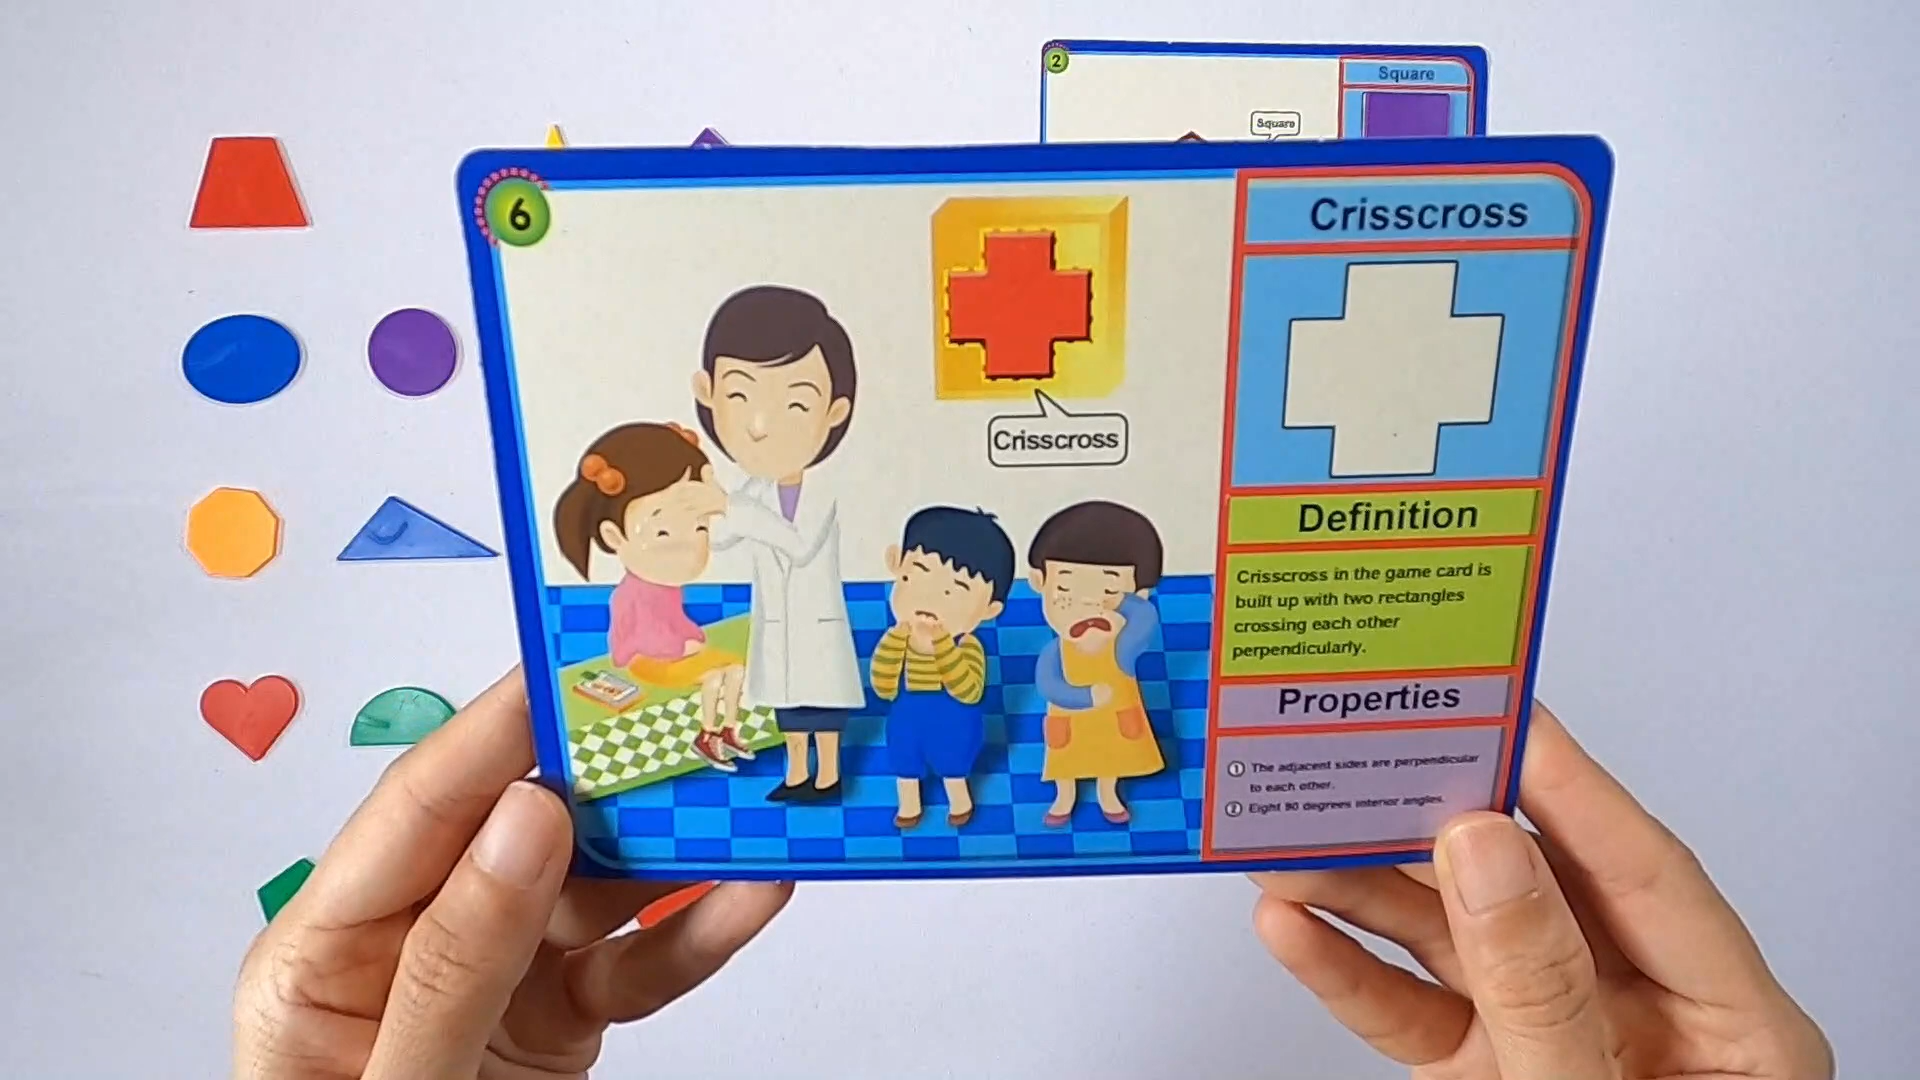 2
Square
Square
6
Crisscross
Crisscross
Definition
Crisscross in the game card is
built up with two rectangles
crossing each other
perpendicularly.
Properties
① The adjacent sides are perpendicular
to each other.
② Eight 90 degrees interior angles.